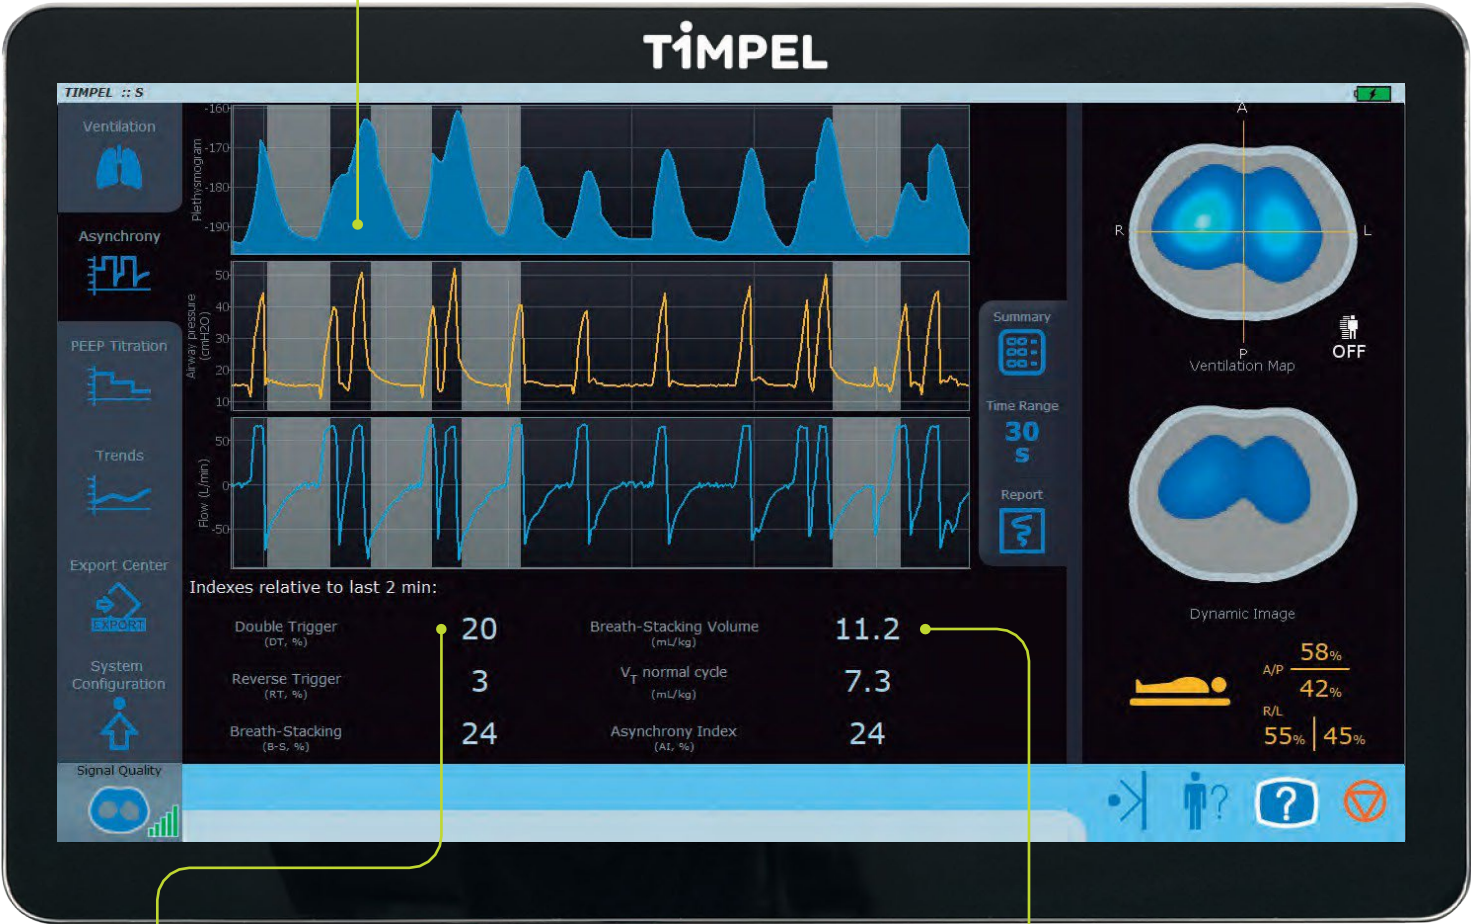 TIMPEL
TIMPEL :: S
Ventilation
Asynchrony
PEEP Titration
Trends
Export Center
EXPORT
System
Configuration
Signal Quality
Plethysmogram
-160
-170
-180
-190
Airway pressure
(cmH2O)
50
40
30
20
10
Flow (L/min)
50
0
-50
Summary
Time Range
30
S
Report
Indexes relative to last 2 min:
Double Trigger
(DT, %)
20
Breath-Stacking Volume
(mL/kg)
11.2
Reverse Trigger
(RT, %)
3
VT normal cycle
(mL/kg)
7.3
Breath-Stacking
(B-S, %)
24
Asynchrony Index
(AI, %)
24
A
R
L
P
Ventilation Map
OFF
Dynamic Image
A/P
58%
42%
R/L
55% 45%
?
?